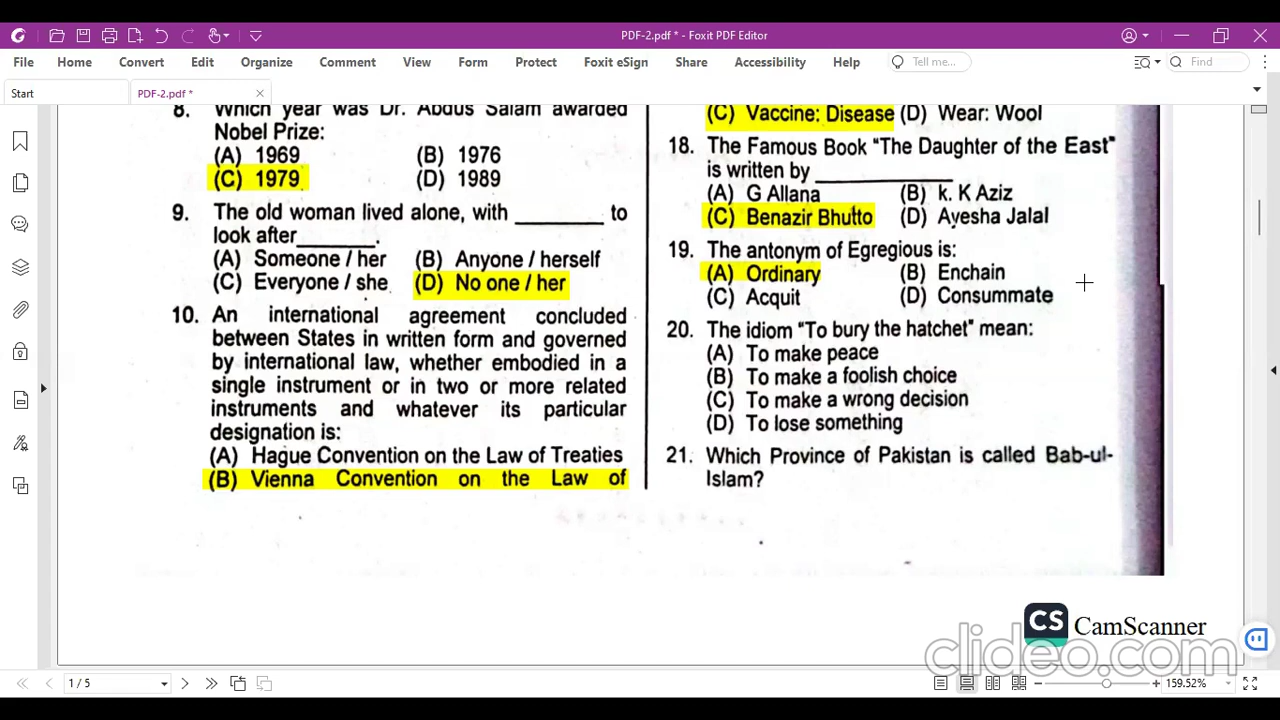 PDF-2.pdf * - Foxit PDF Editor
File Home Convert Edit Organize Comment View Form Protect Foxit eSign Share Accessibility Help Tell me... Find
Start PDF-2.pdf *
8. Which year was Dr. Abdus Salam awarded
Nobel Prize:
(A) 1969 (B) 1976
(C) 1979 (D) 1989
9. The old woman lived alone, with ________ to
look after_______.
(A) Someone / her (B) Anyone / herself
(C) Everyone / she (D) No one / her
10. An international agreement concluded
between States in written form and governed
by international law, whether embodied in a
single instrument or in two or more related
instruments and whatever its particular
designation is:
(A) Hague Convention on the Law of Treaties
(B) Vienna Convention on the Law of
(C) Vaccine: Disease (D) Wear: Wool
18. The Famous Book "The Daughter of the East"
is written by ____________
(A) G Allana (B) k. K Aziz
(C) Benazir Bhutto (D) Ayesha Jalal
19. The antonym of Egregious is:
(A) Ordinary (B) Enchain
(C) Acquit (D) Consummate
20. The idiom "To bury the hatchet" mean:
(A) To make peace
(B) To make a foolish choice
(C) To make a wrong decision
(D) To lose something
21. Which Province of Pakistan is called Bab-ul-
Islam?
CS CamScanner
clideo.com
1 / 5 159.52%